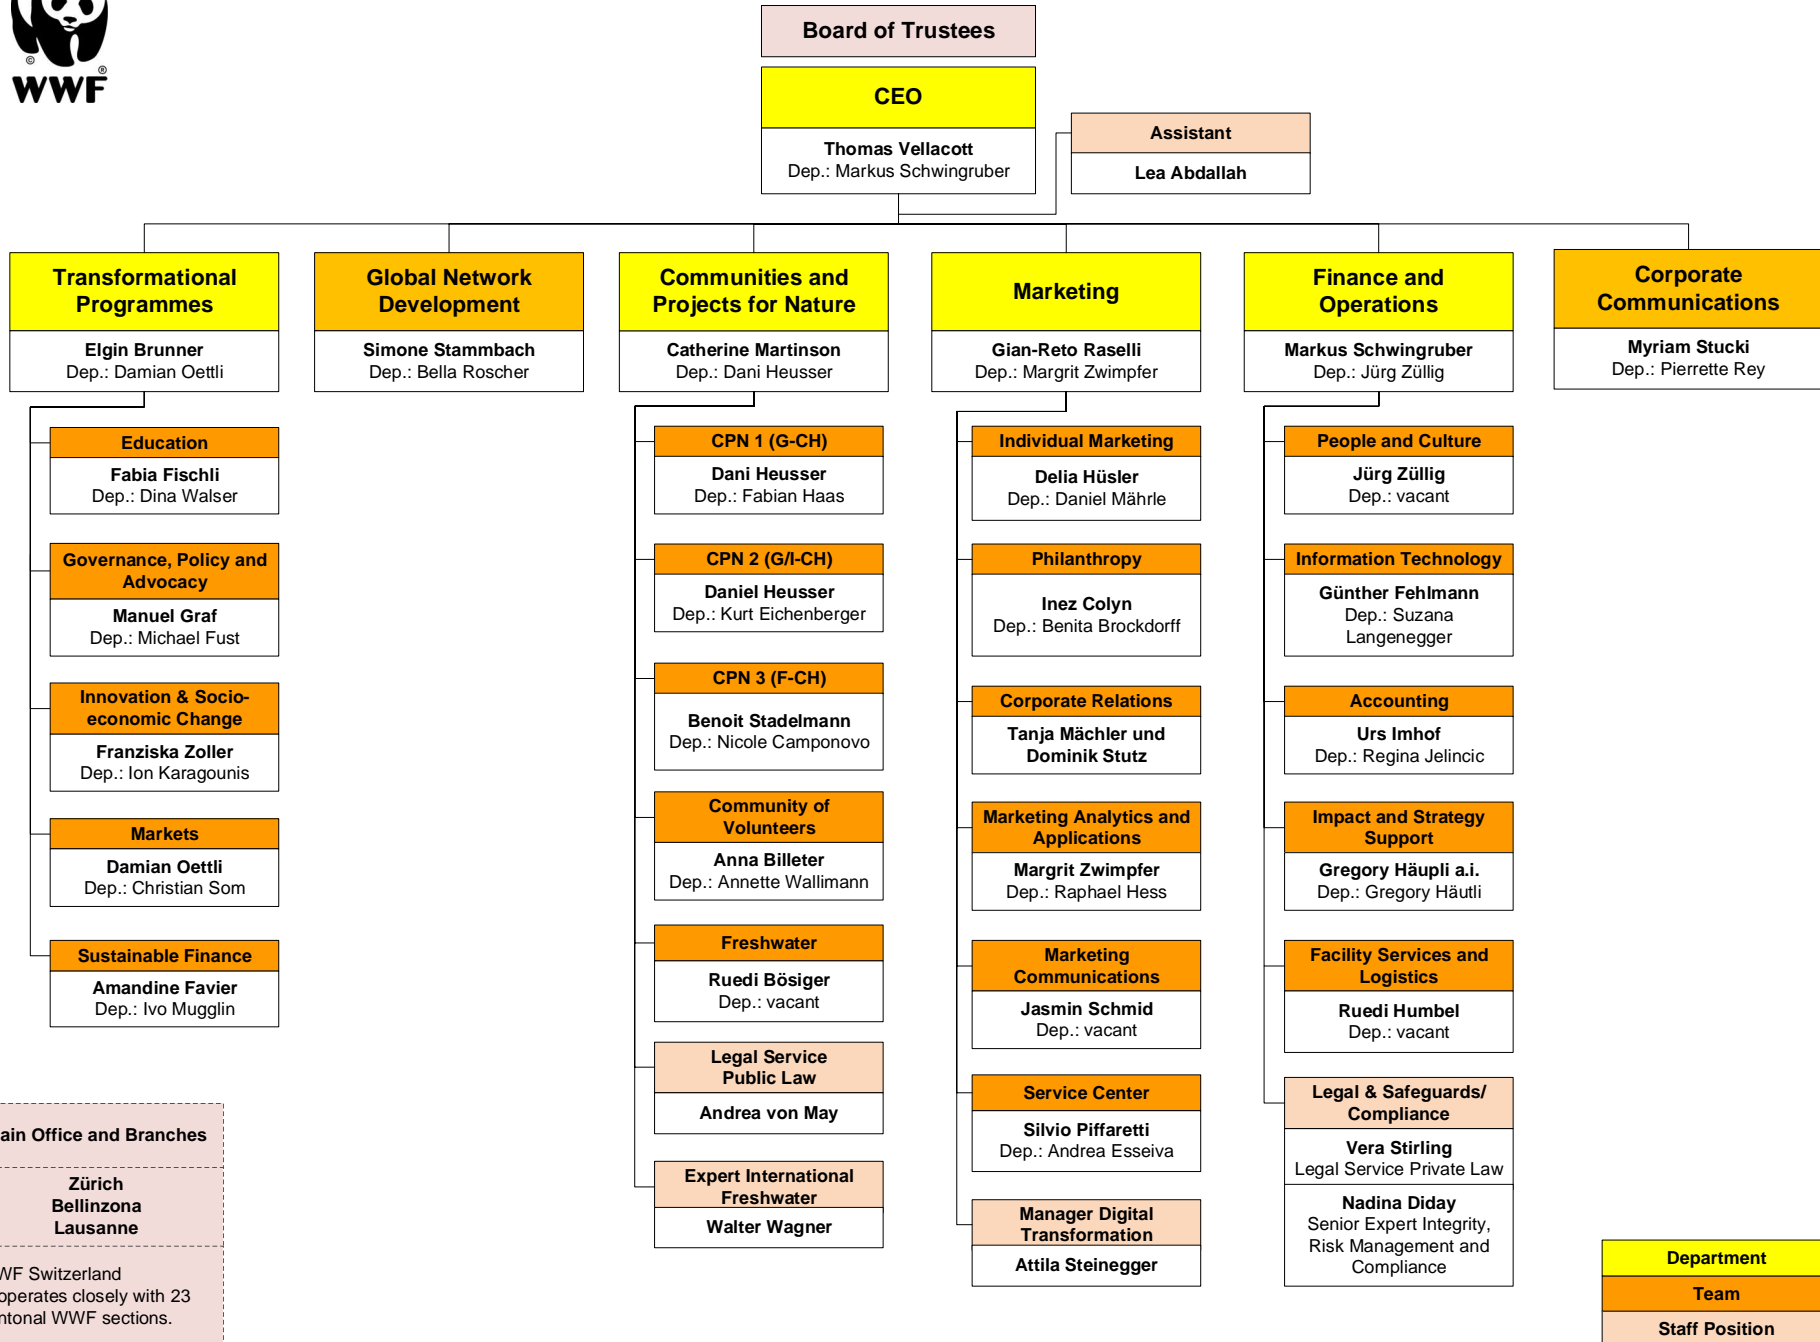 WWF
©
®
Board of Trustees
CEO
Thomas Vellacott
Dep.: Markus Schwingruber
Assistant
Lea Abdallah
Transformational
Programmes
Elgin Brunner
Dep.: Damian Oettli
Education
Fabia Fischli
Dep.: Dina Walser
Governance, Policy and
Advocacy
Manuel Graf
Dep.: Michael Fust
Innovation & Socio-
economic Change
Franziska Zoller
Dep.: Ion Karagounis
Markets
Damian Oettli
Dep.: Christian Som
Sustainable Finance
Amandine Favier
Dep.: Ivo Mugglin
Global Network
Development
Simone Stammbach
Dep.: Bella Roscher
Communities and
Projects for Nature
Catherine Martinson
Dep.: Dani Heusser
CPN 1 (G-CH)
Dani Heusser
Dep.: Fabian Haas
CPN 2 (G/I-CH)
Daniel Heusser
Dep.: Kurt Eichenberger
CPN 3 (F-CH)
Benoit Stadelmann
Dep.: Nicole Camponovo
Community of
Volunteers
Anna Billeter
Dep.: Annette Wallimann
Freshwater
Ruedi Bösiger
Dep.: vacant
Legal Service
Public Law
Andrea von May
Expert International
Freshwater
Walter Wagner
Marketing
Gian-Reto Raselli
Dep.: Margrit Zwimpfer
Individual Marketing
Delia Hüsler
Dep.: Daniel Mährle
Philanthropy
Inez Colyn
Dep.: Benita Brockdorff
Corporate Relations
Tanja Mächler und
Dominik Stutz
Marketing Analytics and
Applications
Margrit Zwimpfer
Dep.: Raphael Hess
Marketing
Communications
Jasmin Schmid
Dep.: vacant
Service Center
Silvio Piffaretti
Dep.: Andrea Esseiva
Manager Digital
Transformation
Attila Steinegger
Finance and
Operations
Markus Schwingruber
Dep.: Jürg Züllig
People and Culture
Jürg Züllig
Dep.: vacant
Information Technology
Günther Fehlmann
Dep.: Suzana
Langenegger
Accounting
Urs Imhof
Dep.: Regina Jelincic
Impact and Strategy
Support
Gregory Häupli a.i.
Dep.: Gregory Häutli
Facility Services and
Logistics
Ruedi Humbel
Dep.: vacant
Legal & Safeguards/
Compliance
Vera Stirling
Legal Service Private Law
Nadina Diday
Senior Expert Integrity,
Risk Management and
Compliance
Corporate
Communications
Myriam Stucki
Dep.: Pierrette Rey
ain Office and Branches
Zürich
Bellinzona
Lausanne
WF Switzerland
operates closely with 23
ntonal WWF sections.
Department
Team
Staff Position